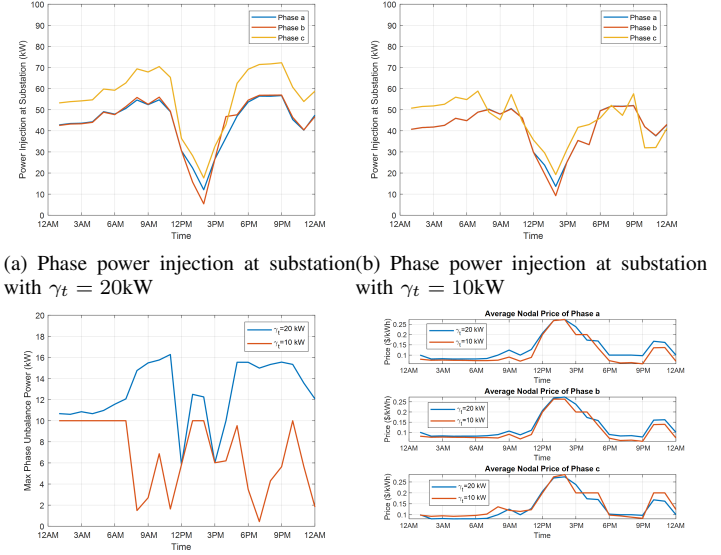 100
90
80
70
60
50
40
30
20
10
0
Power Injection at Substation (kW)
Phase a
Phase b
Phase c
12AM 3AM 6AM 9AM 12PM 3PM 6PM 9PM 12AM
Time
100
90
80
70
60
50
40
30
20
10
0
Power Injection at Substation (kW)
Phase a
Phase b
Phase c
12AM 3AM 6AM 9AM 12PM 3PM 6PM 9PM 12AM
Time
(a) Phase power injection at substation
with γt = 20kW
(b) Phase power injection at substation
with γt = 10kW
20
18
16
14
12
10
8
6
4
2
0
Max Phase Unbalance Power (kW)
γt=20 kW
γt=10 kW
12AM 3AM 6AM 9AM 12PM 3PM 6PM 9PM 12AM
Time
Average Nodal Price of Phase a
0.25
0.2
0.15
0.1
Price ($/kWh)
γt=20 kW
γt=10 kW
12AM 3AM 6AM 9AM 12PM 3PM 6PM 9PM 12AM
Time
Average Nodal Price of Phase b
0.25
0.2
0.15
0.1
Price ($/kWh)
γt=20 kW
γt=10 kW
12AM 3AM 6AM 9AM 12PM 3PM 6PM 9PM 12AM
Time
Average Nodal Price of Phase c
0.25
0.2
0.15
0.1
Price ($/kWh)
γt=20 kW
γt=10 kW
12AM 3AM 6AM 9AM 12PM 3PM 6PM 9PM 12AM
Time